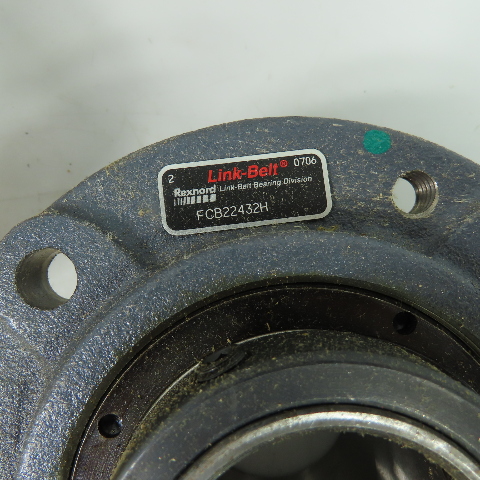 2 Link-Belt® 0706
Rexnord Link-Belt Bearing Division
FCB22432H